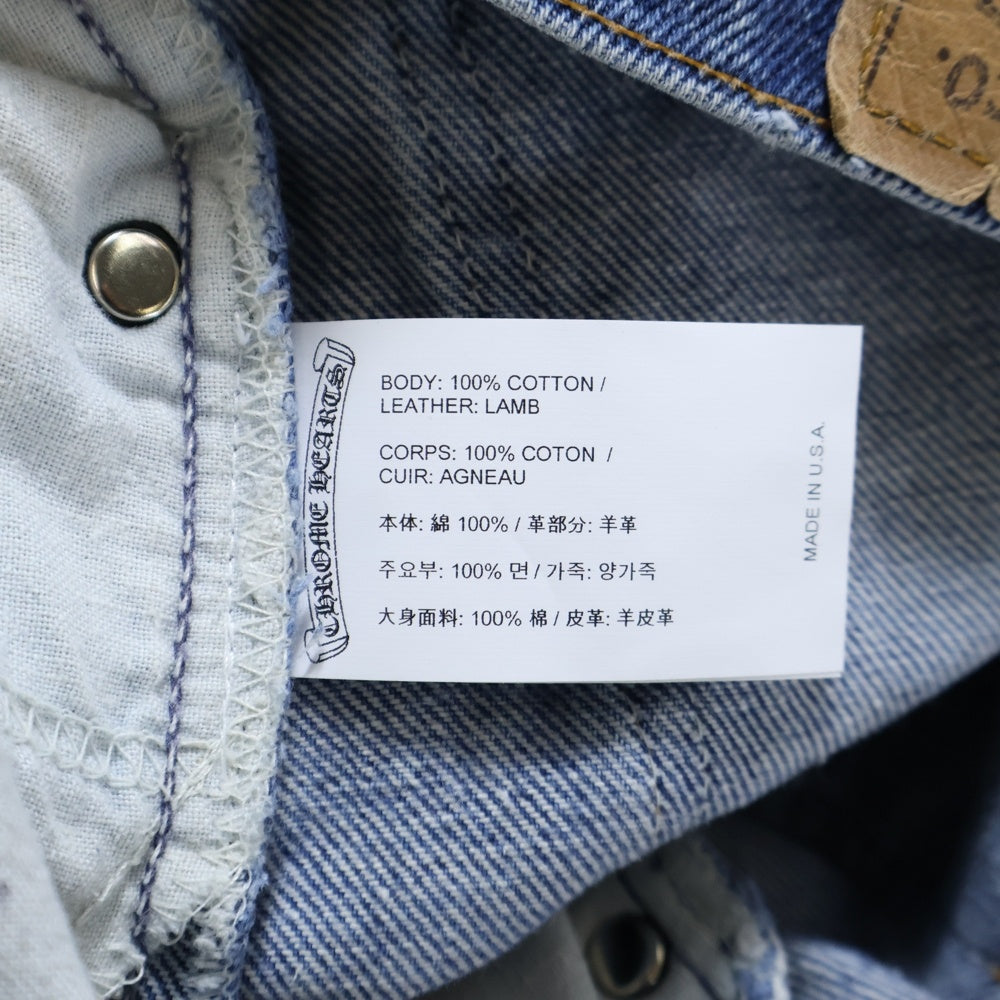 CHROME HEARTS
BODY: 100% COTTON /
LEATHER: LAMB
CORPS: 100% COTON /
CUIR: AGNEAU
本体: 綿 100% / 革部分: 羊革
주요부: 100% 면 / 가죽: 양가죽
大身面料: 100% 棉 / 皮革: 羊皮革
MADE IN U.S.A.